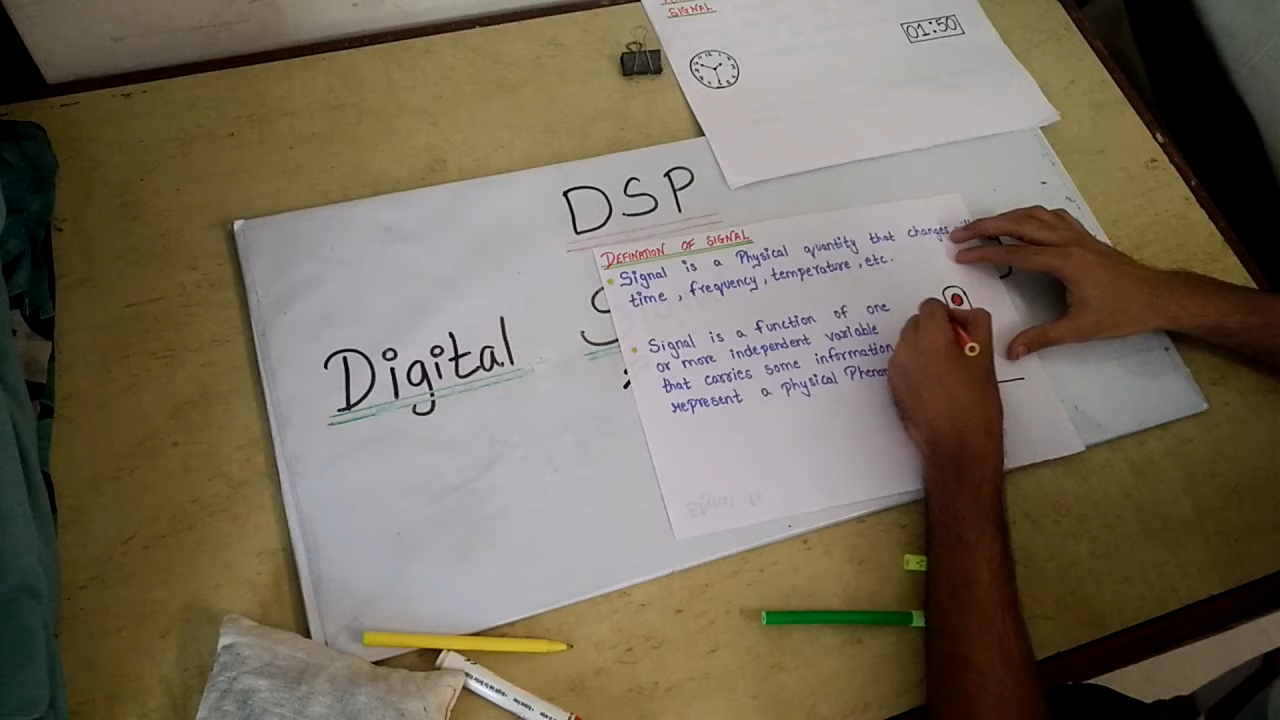 SIGNAL
01:50
DSP
Digital
DEFINATION OF SIGNAL
Signal is a Physical quantity that changes
time, frequency, temperature, etc.
Signal is a function of one
or more independent variable
that carries some information
represent a physical